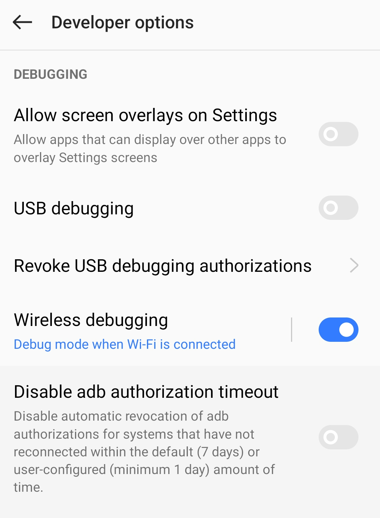 Developer options
DEBUGGING
Allow screen overlays on Settings
Allow apps that can display over other apps to
overlay Settings screens
USB debugging
Revoke USB debugging authorizations
Wireless debugging
Debug mode when Wi-Fi is connected
Disable adb authorization timeout
Disable automatic revocation of adb
authorizations for systems that have not
reconnected within the default (7 days) or
user-configured (minimum 1 day) amount of
time.